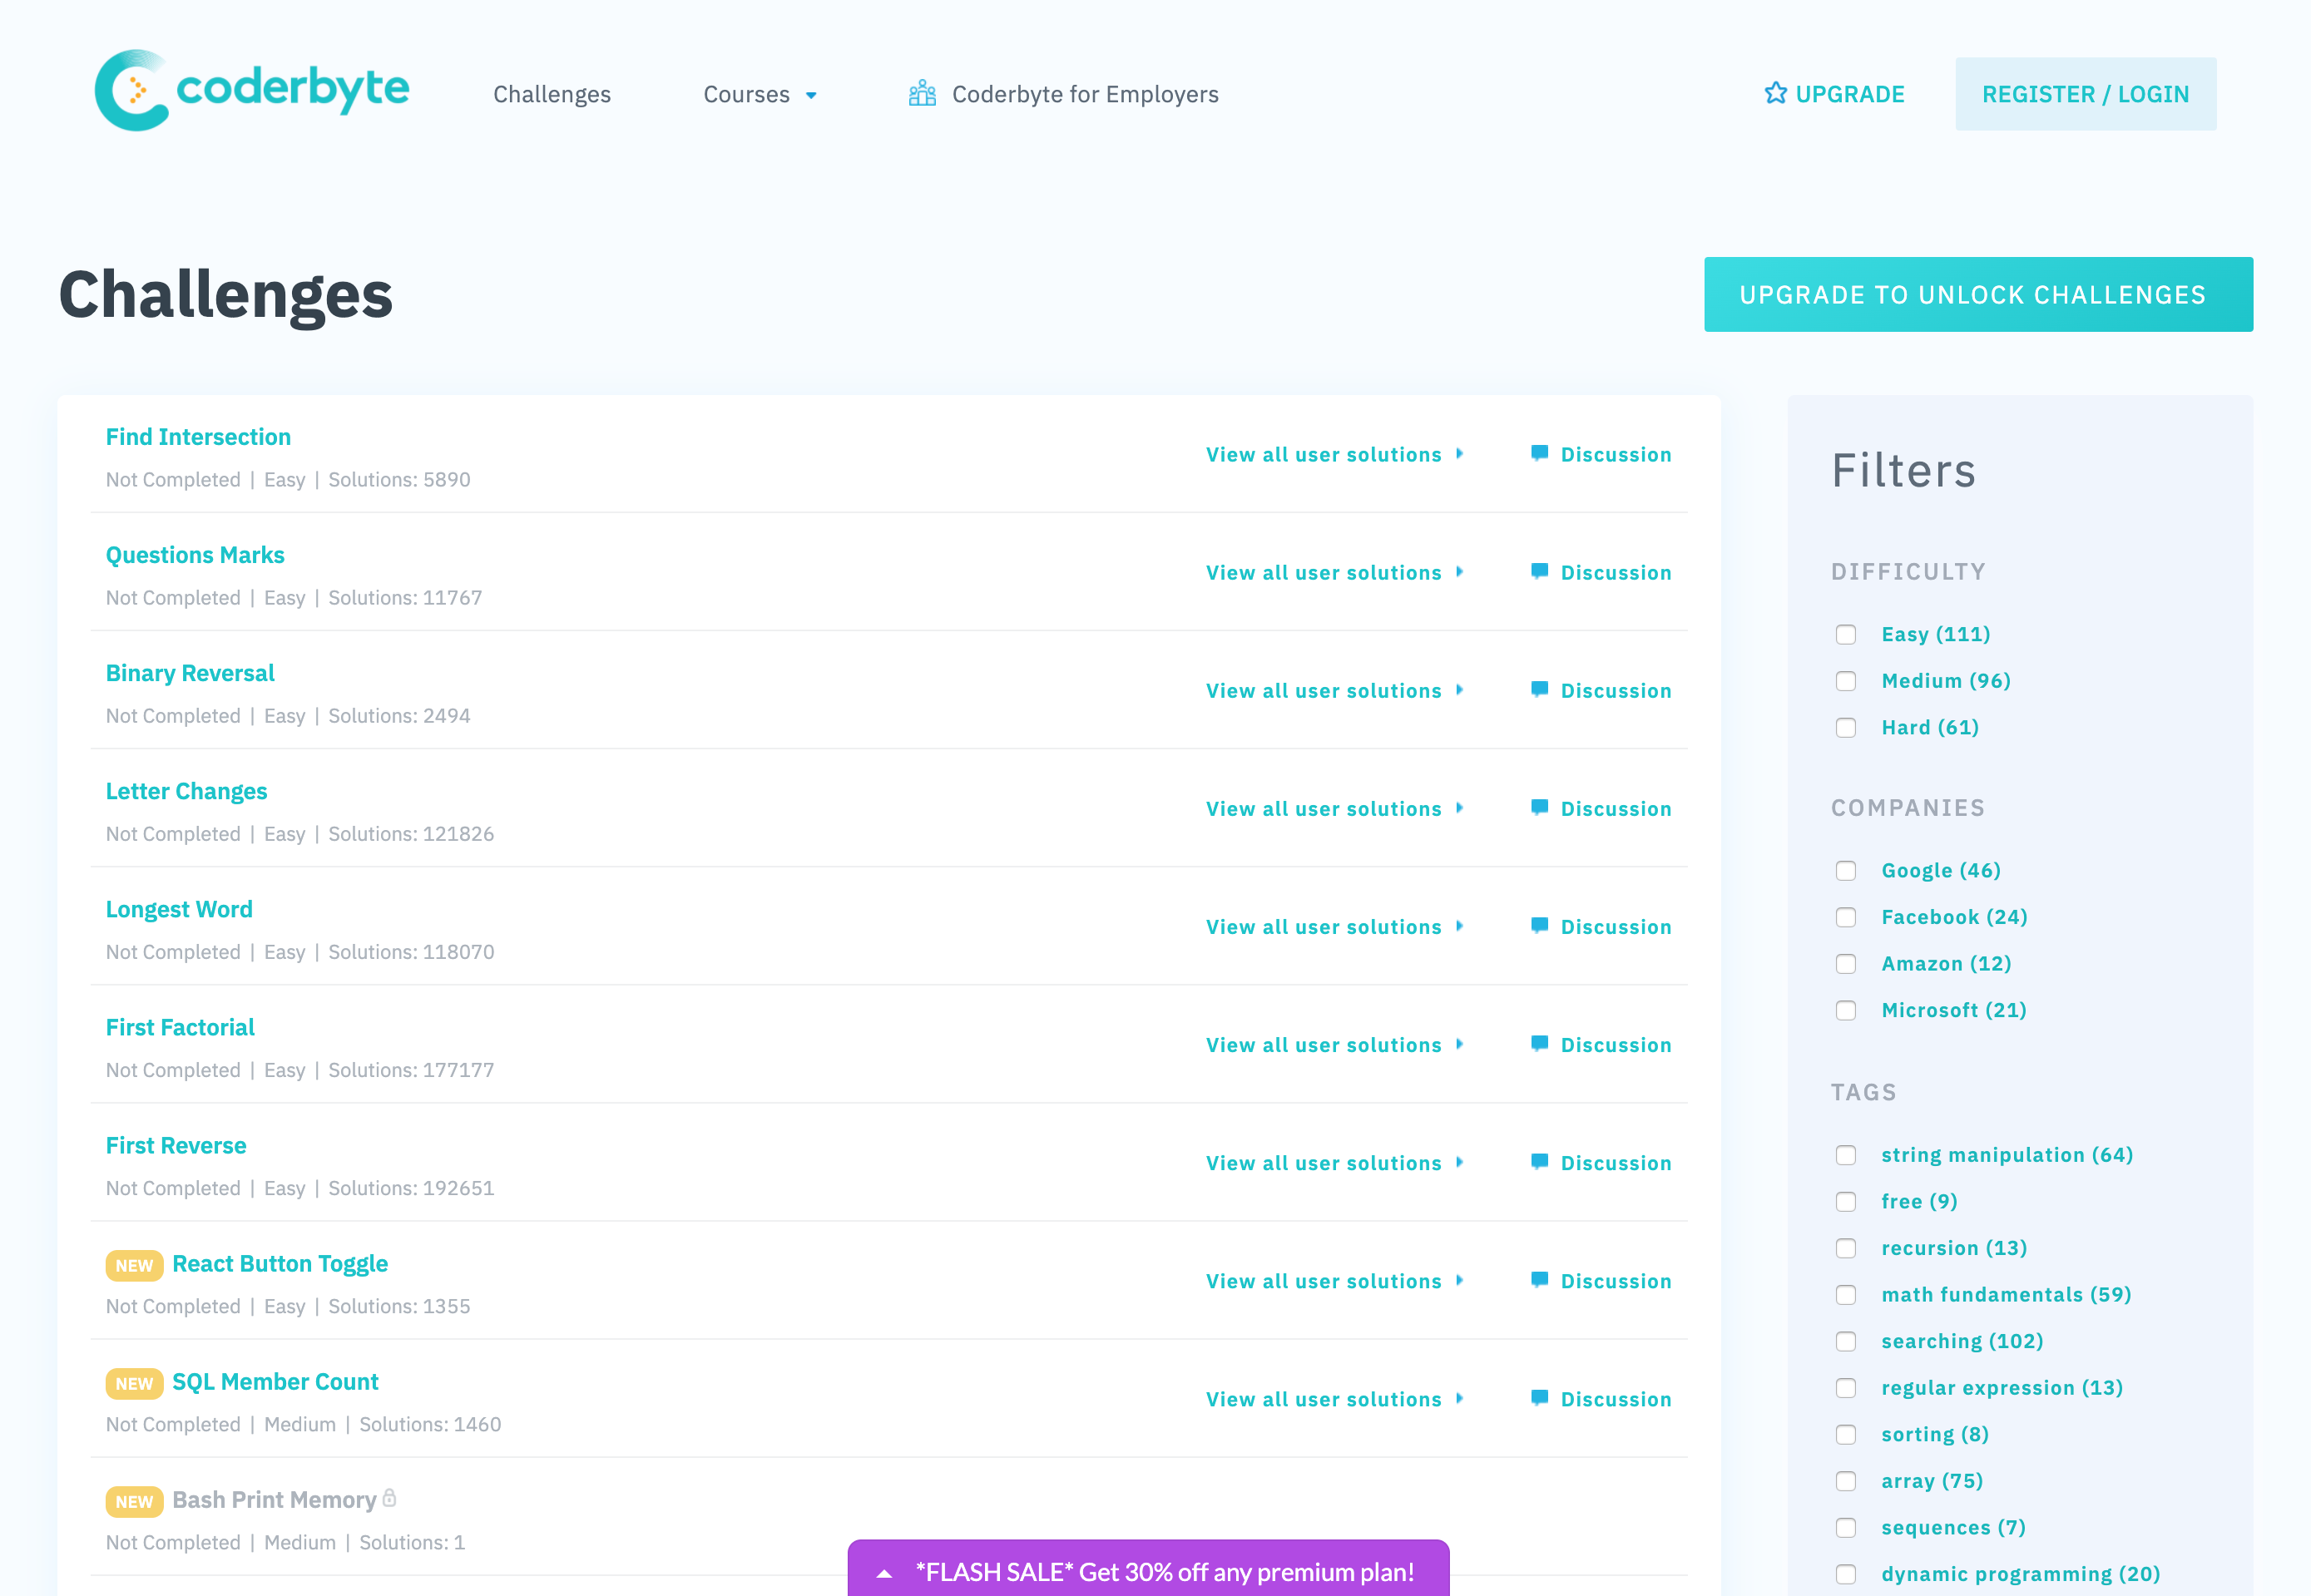 coderbyte
Challenges
Courses
Coderbyte for Employers
UPGRADE
REGISTER / LOGIN
Challenges
UPGRADE TO UNLOCK CHALLENGES
Find Intersection
Not Completed | Easy | Solutions: 5890
View all user solutions
Discussion
Questions Marks
Not Completed | Easy | Solutions: 11767
View all user solutions
Discussion
Binary Reversal
Not Completed | Easy | Solutions: 2494
View all user solutions
Discussion
Letter Changes
Not Completed | Easy | Solutions: 121826
View all user solutions
Discussion
Longest Word
Not Completed | Easy | Solutions: 118070
View all user solutions
Discussion
First Factorial
Not Completed | Easy | Solutions: 177177
View all user solutions
Discussion
First Reverse
Not Completed | Easy | Solutions: 192651
View all user solutions
Discussion
NEW React Button Toggle
Not Completed | Easy | Solutions: 1355
View all user solutions
Discussion
NEW SQL Member Count
Not Completed | Medium | Solutions: 1460
View all user solutions
Discussion
NEW Bash Print Memory
Not Completed | Medium | Solutions: 1
Filters
DIFFICULTY
Easy (111)
Medium (96)
Hard (61)
COMPANIES
Google (46)
Facebook (24)
Amazon (12)
Microsoft (21)
TAGS
string manipulation (64)
free (9)
recursion (13)
math fundamentals (59)
searching (102)
regular expression (13)
sorting (8)
array (75)
sequences (7)
dynamic programming (20)
*FLASH SALE* Get 30% off any premium plan!